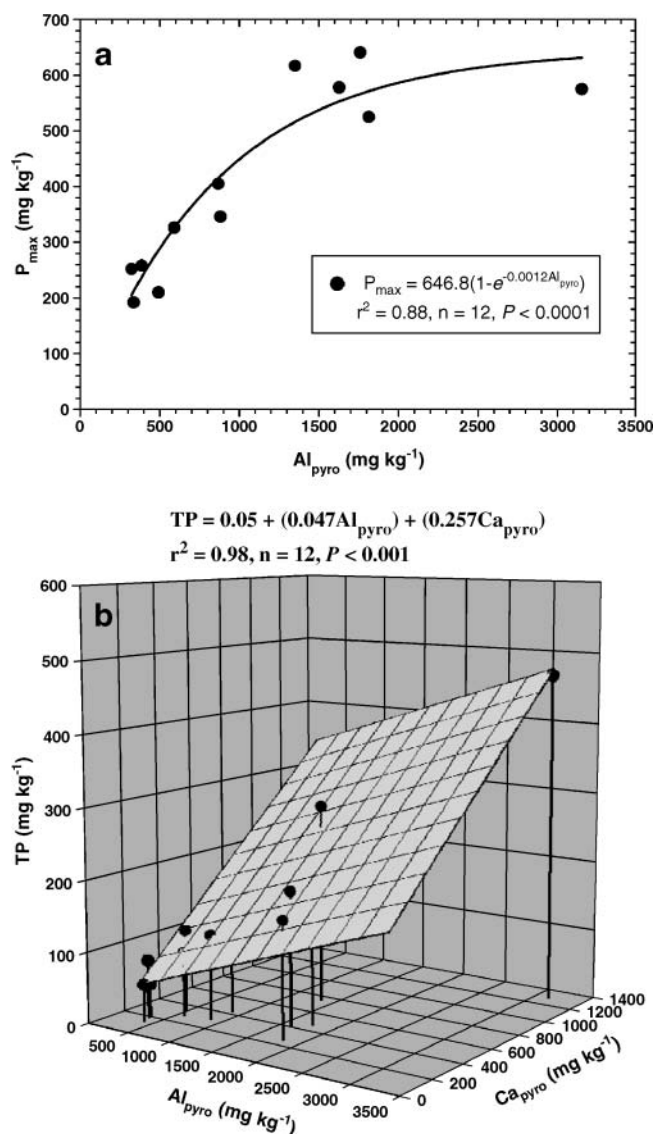 700
600
500
400
300
200
100
0
a
P_max (mg kg⁻¹)
P_max = 646.8(1-e^-0.0012Al_pyro)
r² = 0.88, n = 12, P < 0.0001
0 500 1000 1500 2000 2500 3000 3500
Al_pyro (mg kg⁻¹)
TP = 0.05 + (0.047Al_pyro) + (0.257Ca_pyro)
r² = 0.98, n = 12, P < 0.001
b
600
500
400
300
200
100
0
TP (mg kg⁻¹)
500 1000 1500 2000 2500 3000 3500
Al_pyro (mg kg⁻¹)
0 200 400 600 800 1000 1200 1400
Ca_pyro (mg kg⁻¹)